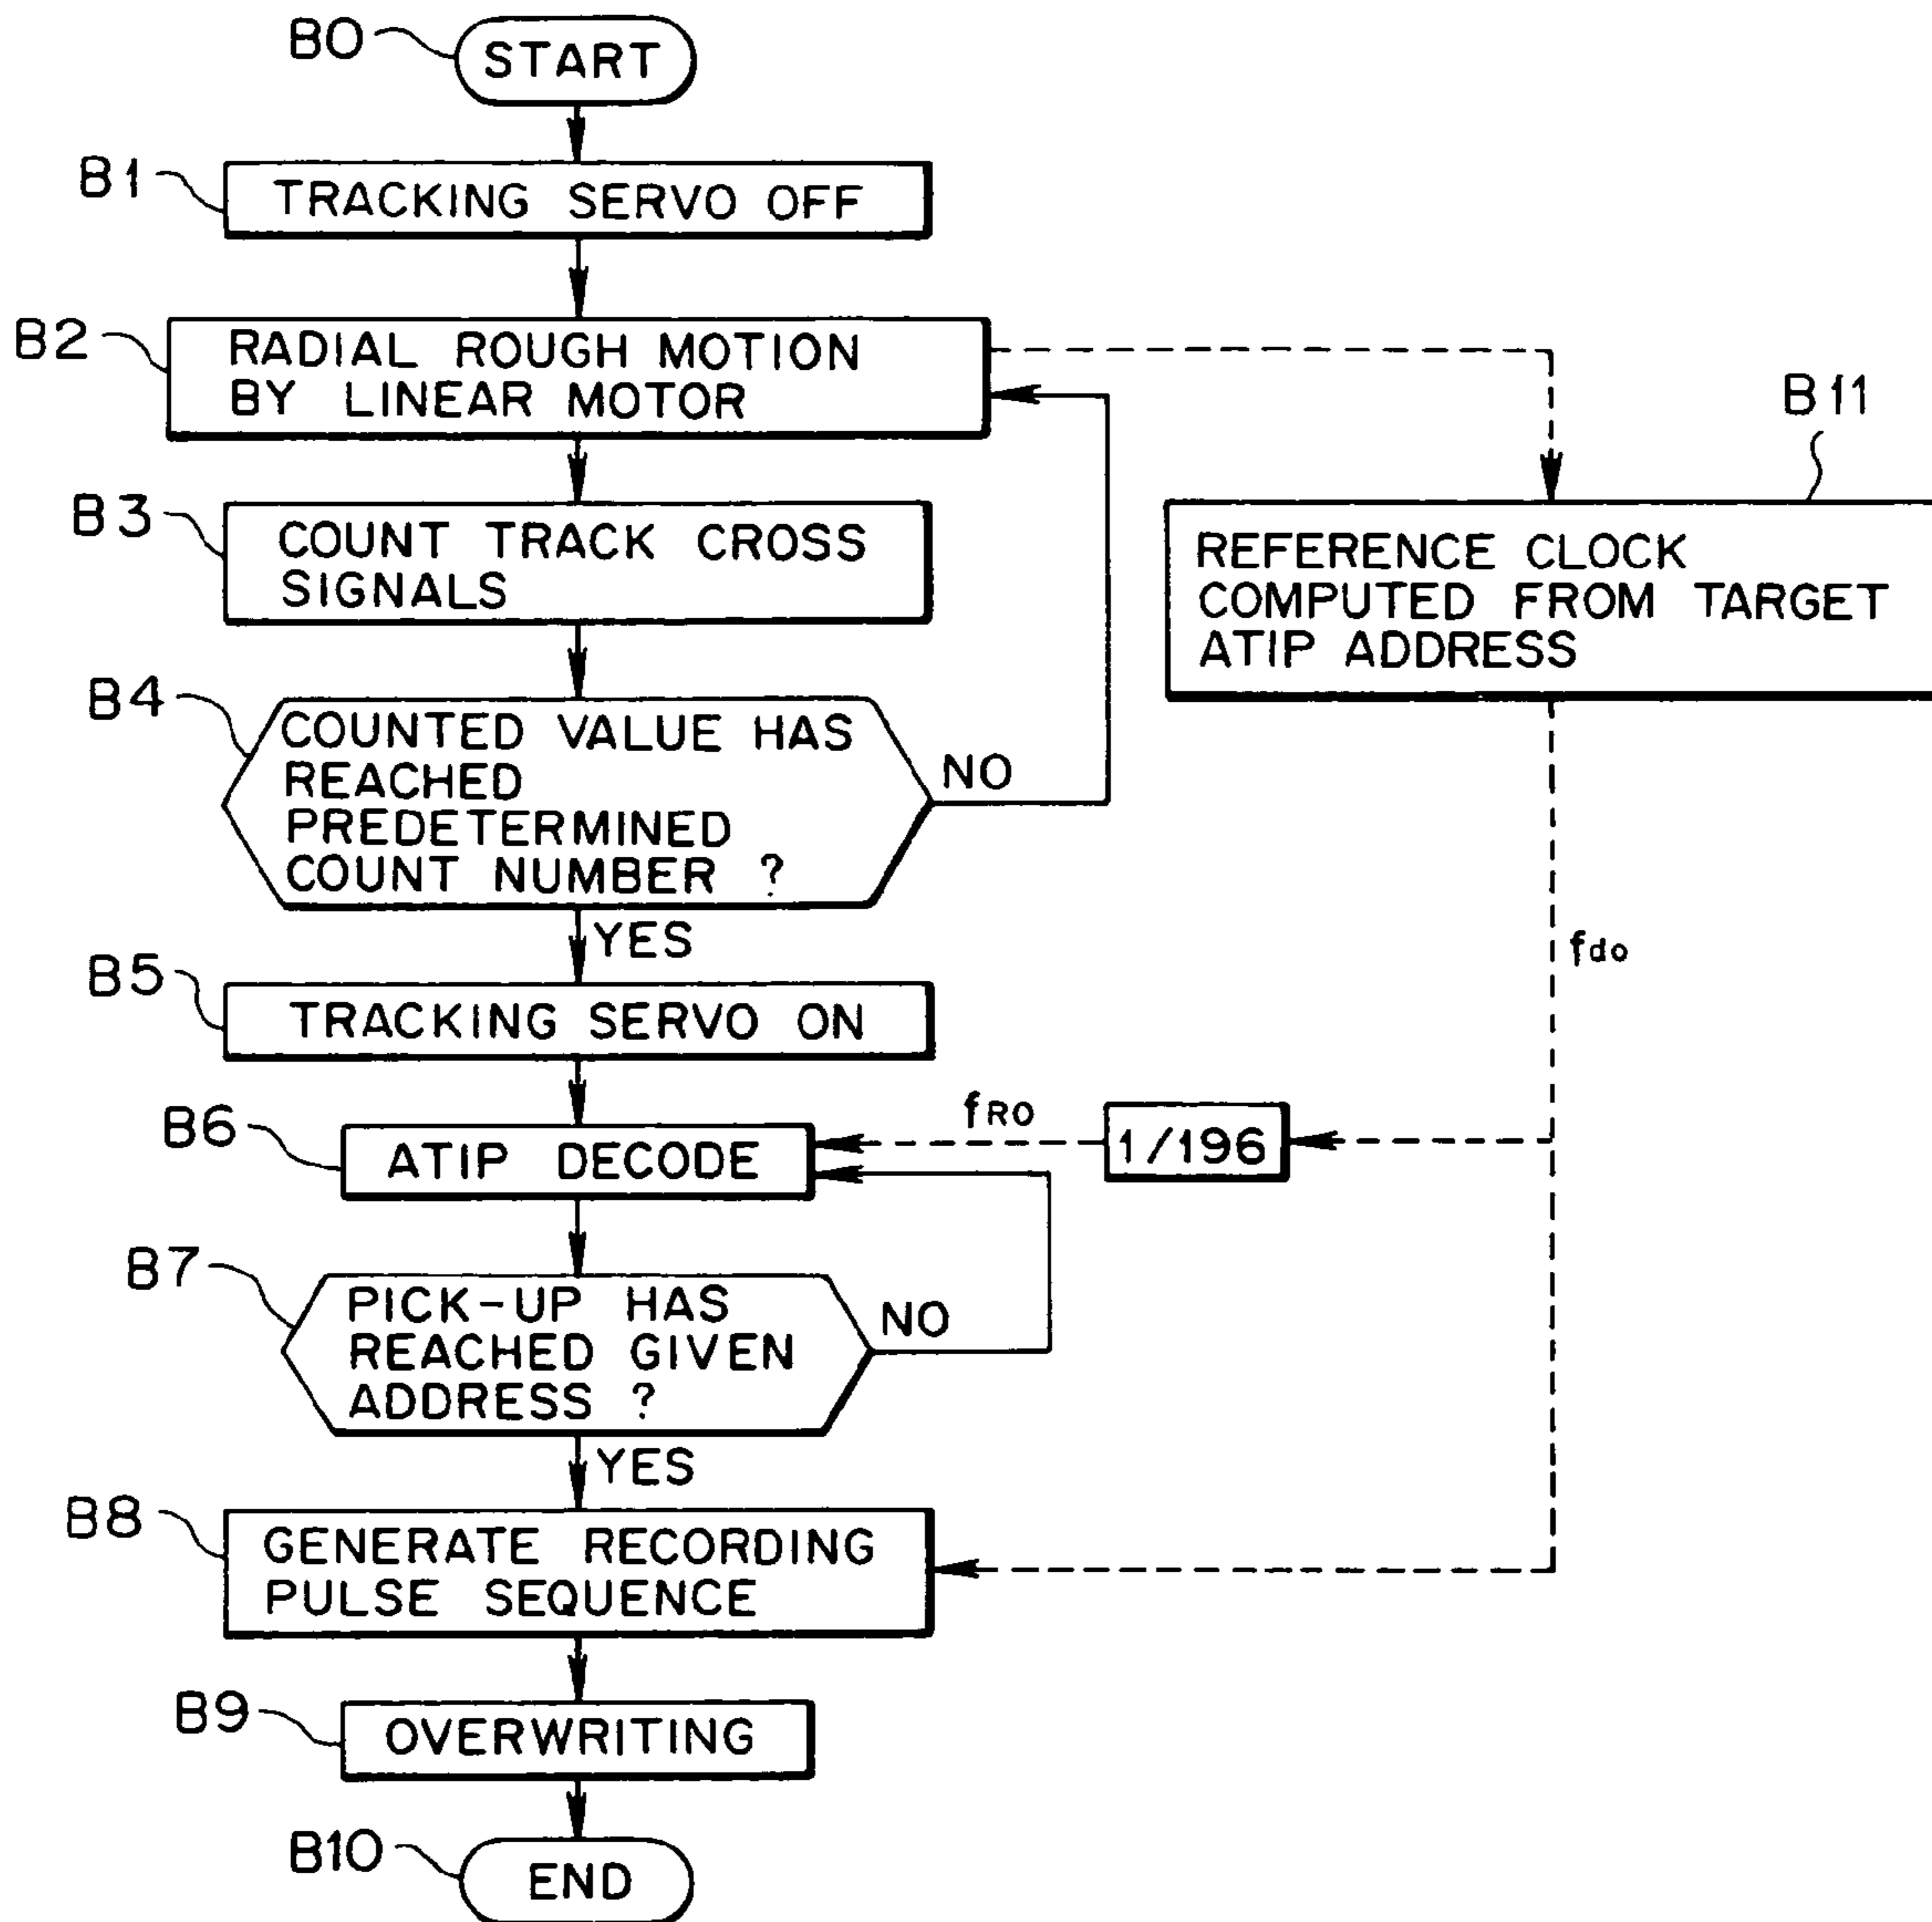 B0
START
B1
TRACKING SERVO OFF
B2
RADIAL ROUGH MOTION
BY LINEAR MOTOR
B11
B3
COUNT TRACK CROSS
SIGNALS
REFERENCE CLOCK
COMPUTED FROM TARGET
ATIP ADDRESS
B4
COUNTED VALUE HAS
REACHED
PREDETERMINED
COUNT NUMBER ?
NO
YES
fdo
B5
TRACKING SERVO ON
B6
ATIP DECODE
fRO
1/196
B7
PICK-UP HAS
REACHED GIVEN
ADDRESS ?
NO
YES
B8
GENERATE RECORDING
PULSE SEQUENCE
B9
OVERWRITING
B10
END